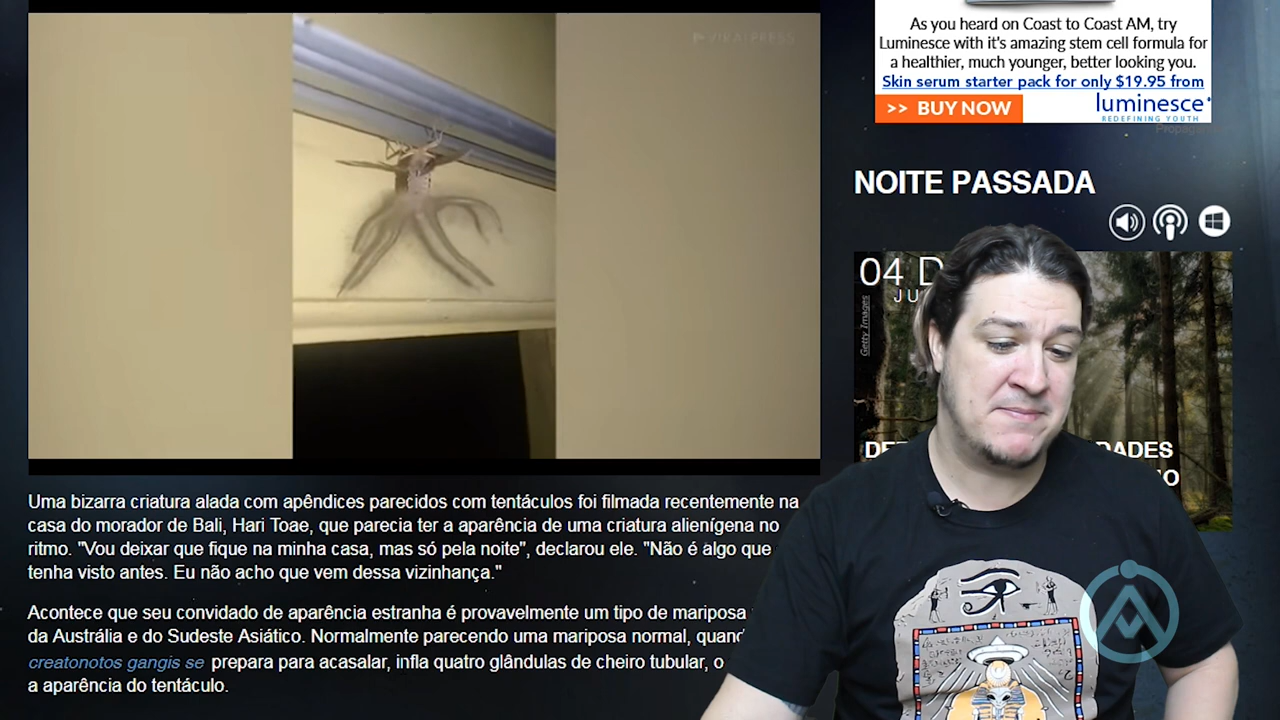 VIRALPRESS
As you heard on Coast to Coast AM, try
Luminesce with it's amazing stem cell formula for
a healthier, much younger, better looking you.
Skin serum starter pack for only $19.95 from
>> BUY NOW
luminesce
REDEFINING YOUTH
NOITE PASSADA
04 D
JU
Getty Images
DADES
Uma bizarra criatura alada com apêndices parecidos com tentáculos foi filmada recentemente na
casa do morador de Bali, Hari Toae, que parecia ter a aparência de uma criatura alienígena no
ritmo. "Vou deixar que fique na minha casa, mas só pela noite", declarou ele. "Não é algo que
tenha visto antes. Eu não acho que vem dessa vizinhança."
Acontece que seu convidado de aparência estranha é provavelmente um tipo de mariposa
da Austrália e do Sudeste Asiático. Normalmente parecendo uma mariposa normal, quand
creatonotos gangis se prepara para acasalar, infla quatro glândulas de cheiro tubular, o
a aparência do tentáculo.